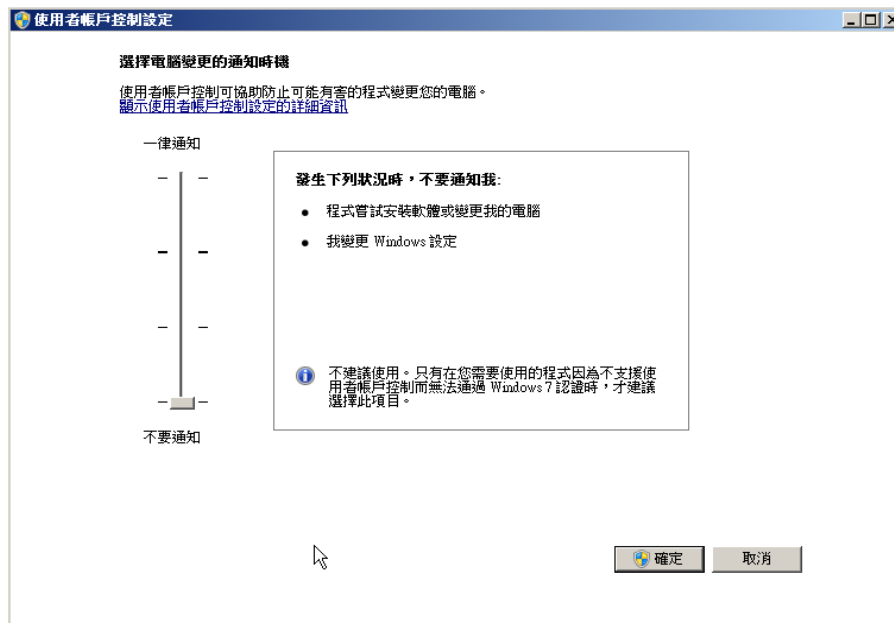 使用者帳戶控制設定
選擇電腦變更的通知時機
使用者帳戶控制可協助防止可能有害的程式變更您的電腦。
顯示使用者帳戶控制設定的詳細資訊
一律通知
發生下列狀況時，不要通知我:
程式嘗試安裝軟體或變更我的電腦
我變更 Windows 設定
不建議使用。只有在您需要使用的程式因為不支援使
用者帳戶控制而無法通過 Windows 7 認證時，才建議
選擇此項目。
不要通知
確定
取消